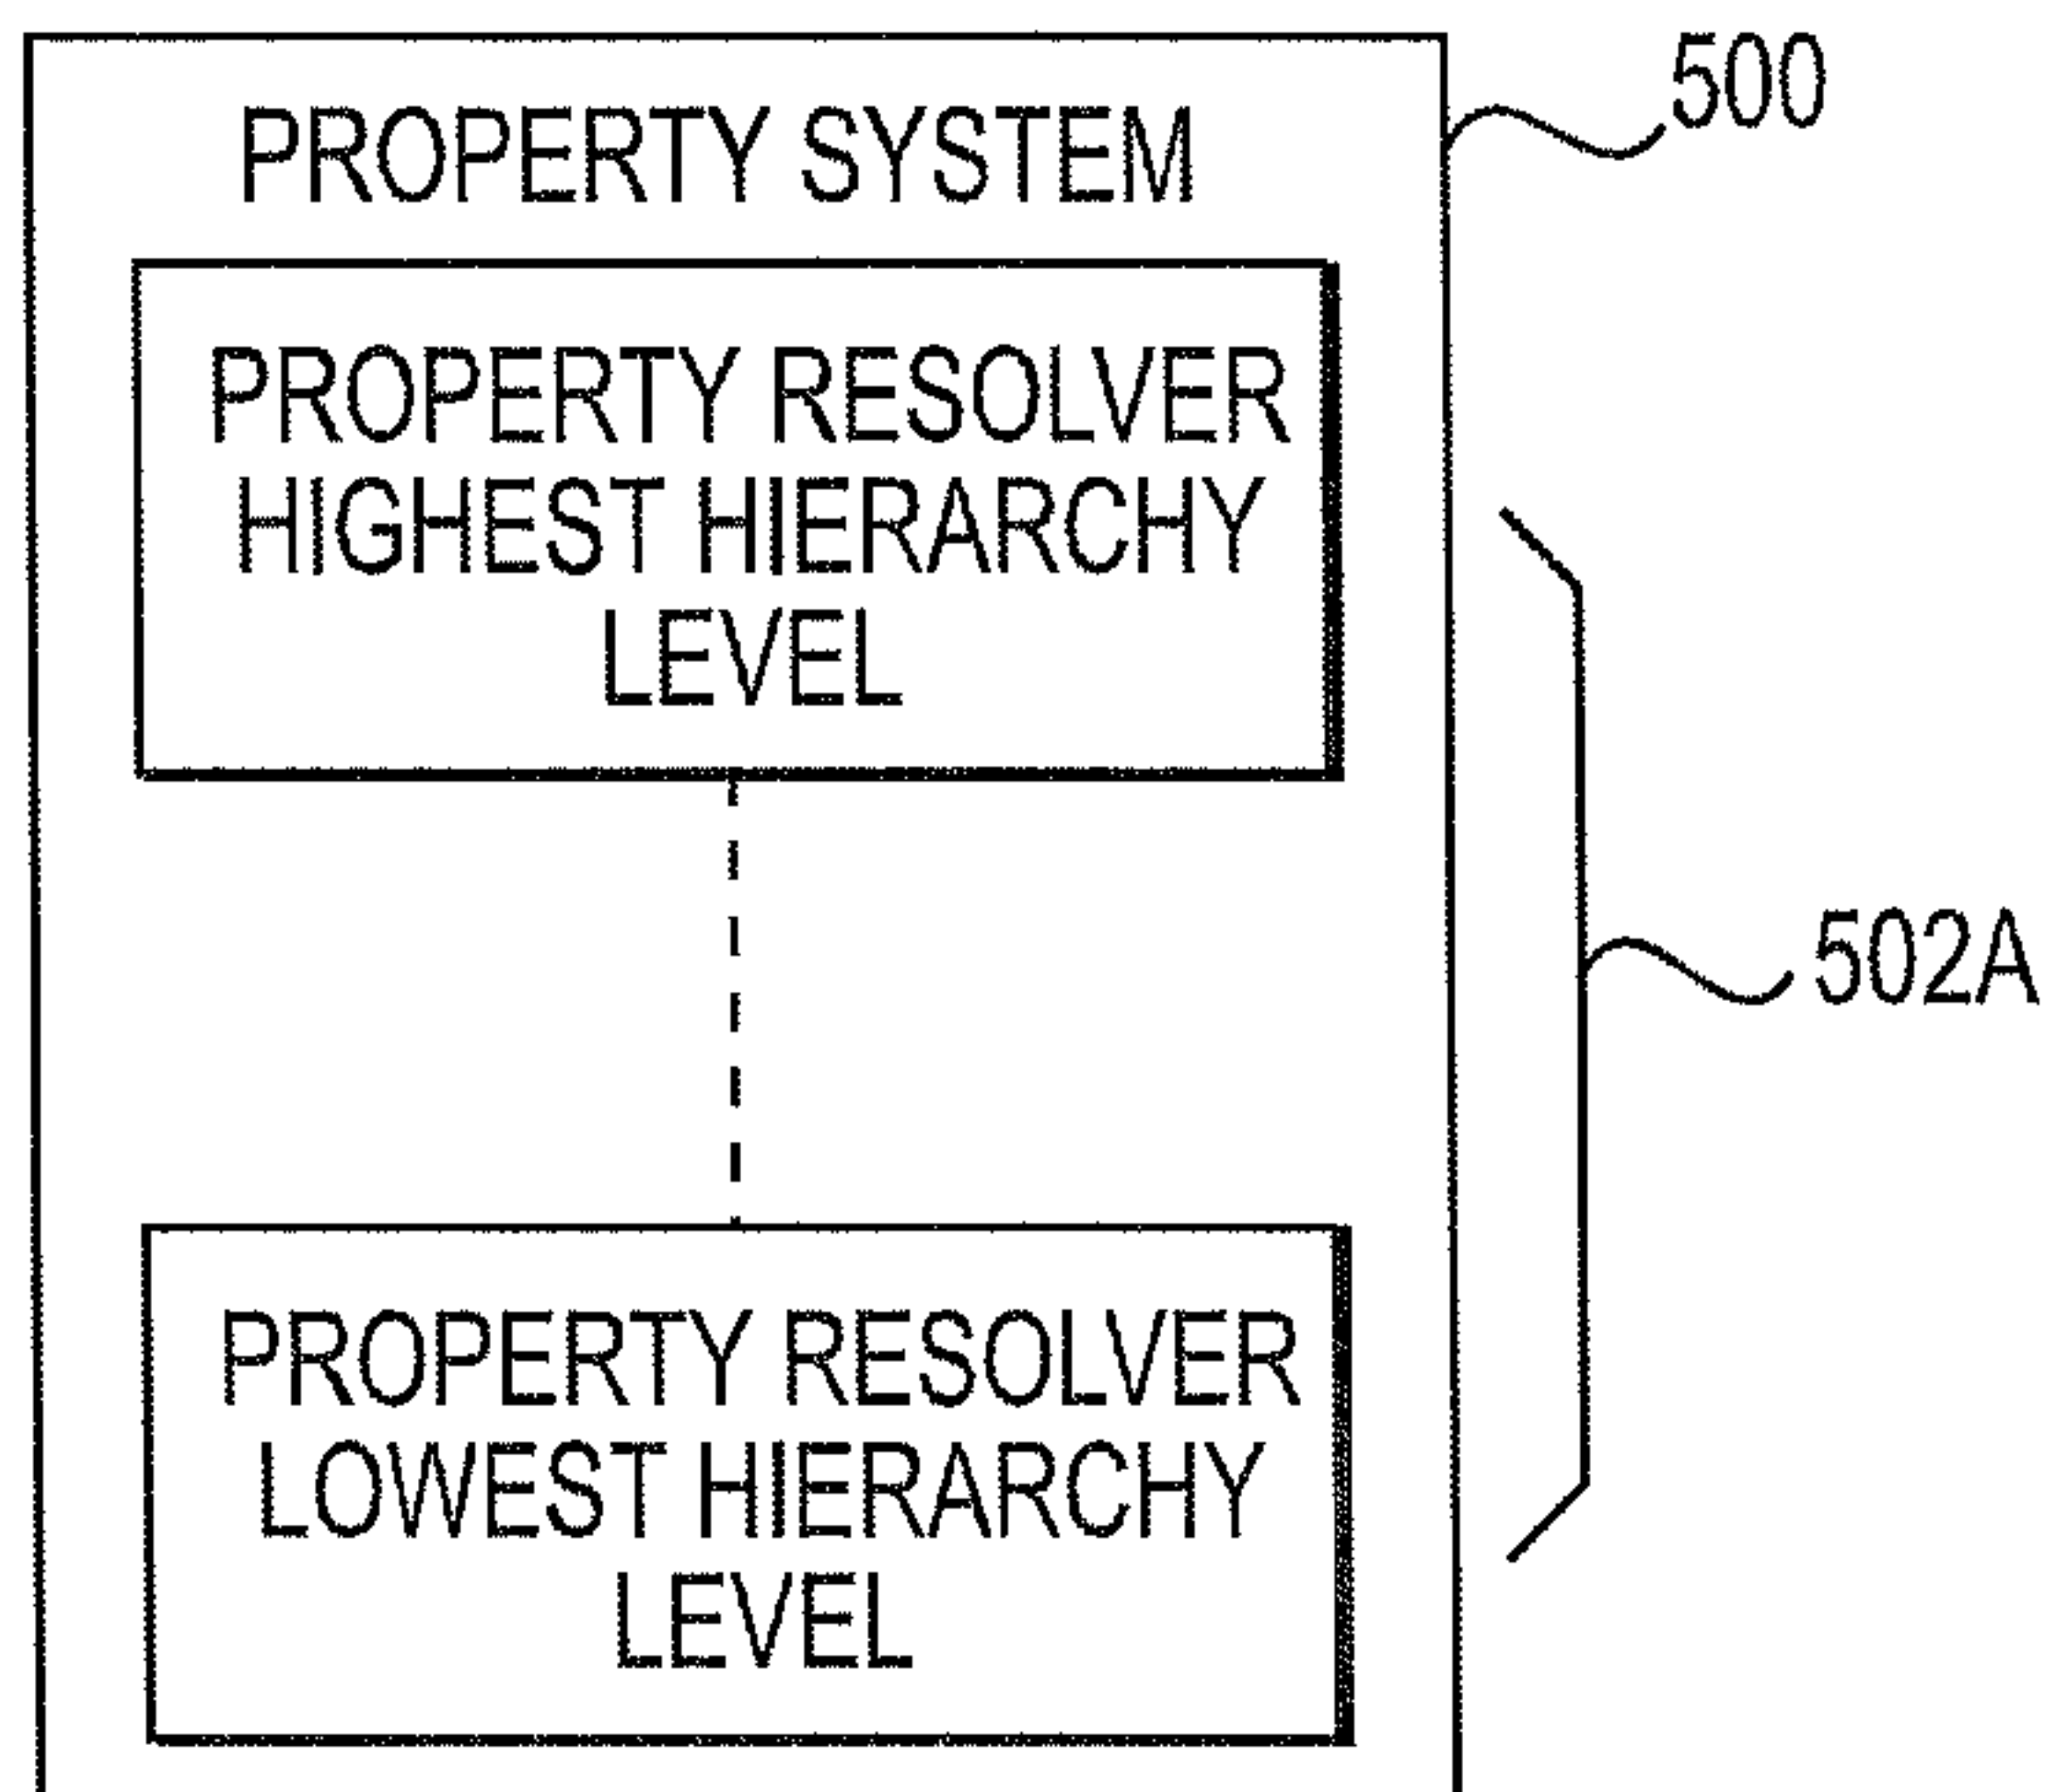 500
PROPERTY SYSTEM
PROPERTY RESOLVER
HIGHEST HIERARCHY
LEVEL
502A
PROPERTY RESOLVER
LOWEST HIERARCHY
LEVEL